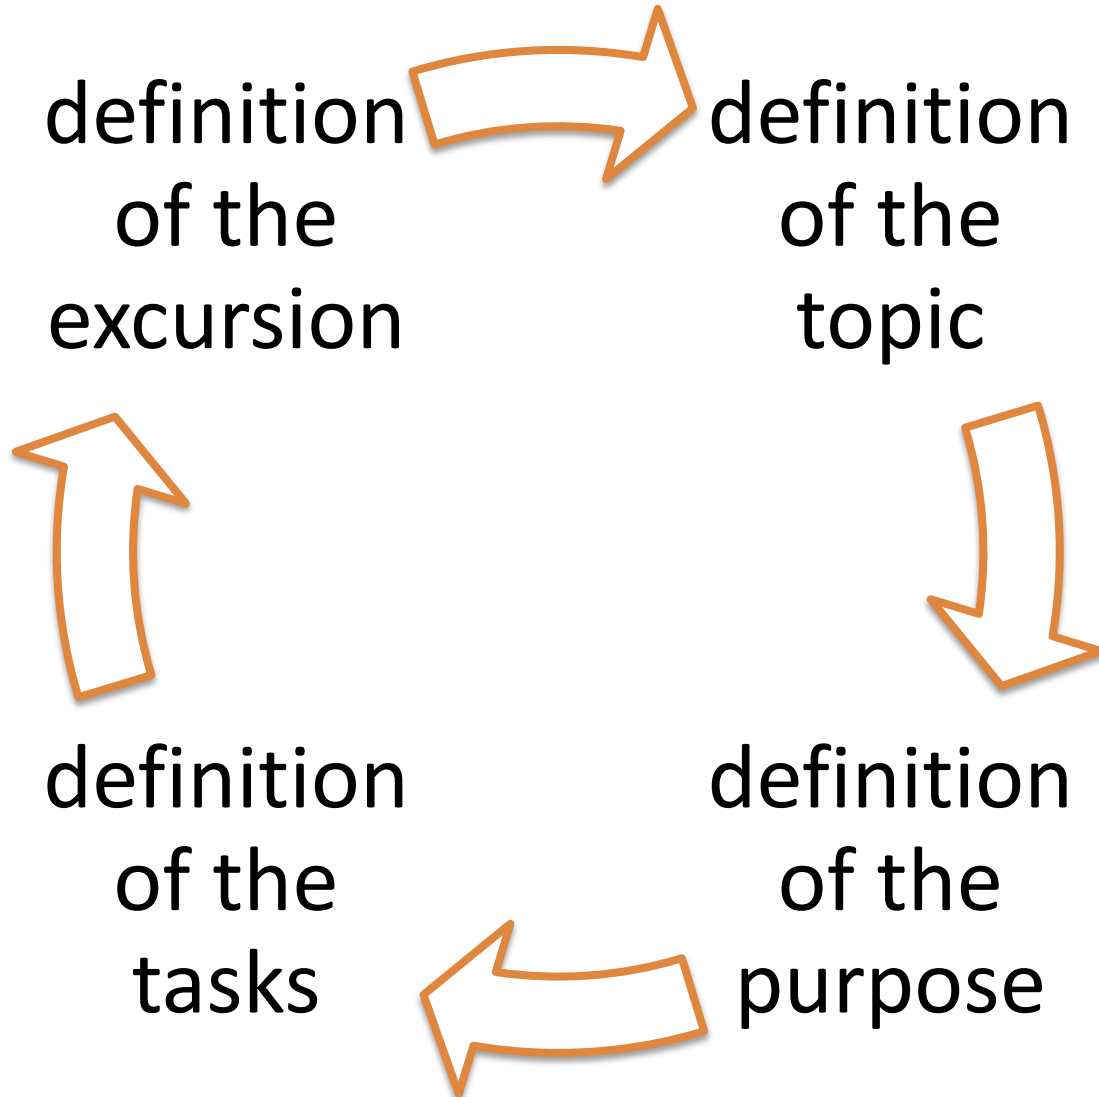 definition
of the
excursion
definition
of the
topic
definition
of the
purpose
definition
of the
tasks